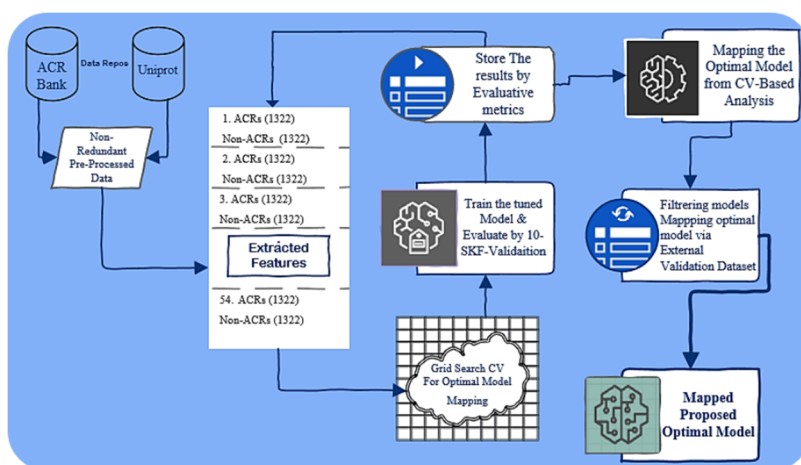 ACR
Bank
Data Repos
Uniprot
Non-
Redundant
Pre-Processed
Data
1. ACRs (1322)
Non-ACRs (1322)
2. ACRs (1322)
Non-ACRs (1322)
3. ACRs (1322)
Non-ACRs (1322)
Extracted
Features
54. ACRs (1322)
Non-ACRs (1322)
Grid Search CV
For Optimal Model
Mapping
Train the tuned
Model &
Evaluate by 10-
SKF-Validaition
Store The
results by
Evaluative
metrics
Mapping the
Optimal Model
from CV-Based
Analysis
Filtrering models
Mappping optimal
model via
External
Validation Dataset
Mapped
Proposed
Optimal Model